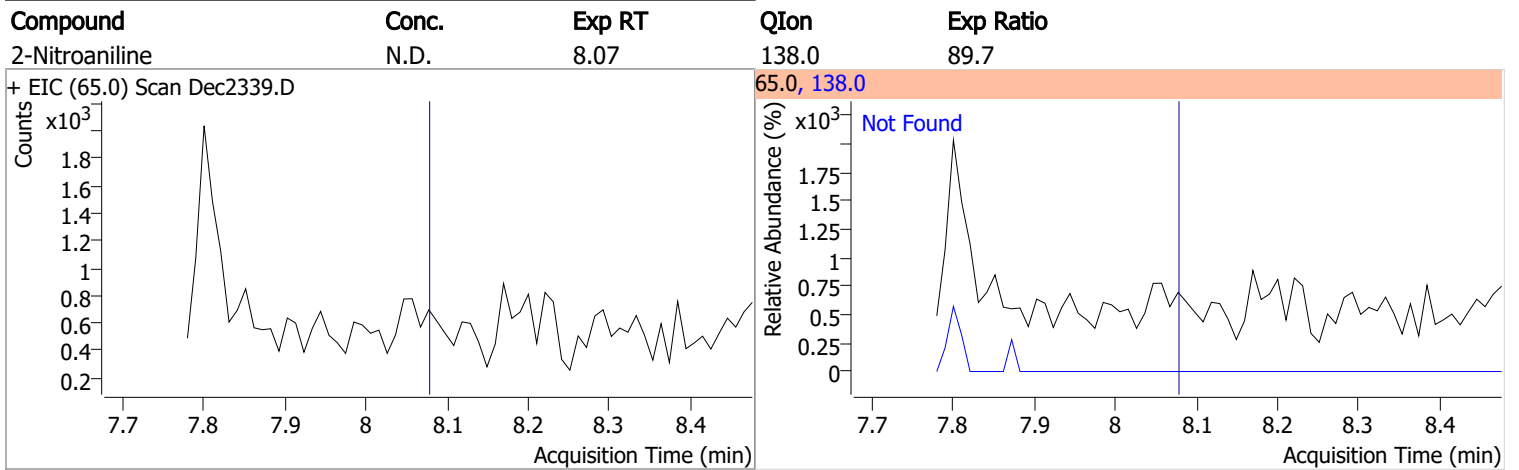 Compound Conc. Exp RT QIon Exp Ratio
2-Nitroaniline N.D. 8.07 138.0 89.7
+ EIC (65.0) Scan Dec2339.D
Counts
x10³
1.8
1.6
1.4
1.2
1
0.8
0.6
0.4
0.2
7.7 7.8 7.9 8 8.1 8.2 8.3 8.4
Acquisition Time (min)
65.0, 138.0
Relative Abundance (%)
x10³
Not Found
1.75
1.5
1.25
1
0.75
0.5
0.25
0
7.7 7.8 7.9 8 8.1 8.2 8.3 8.4
Acquisition Time (min)